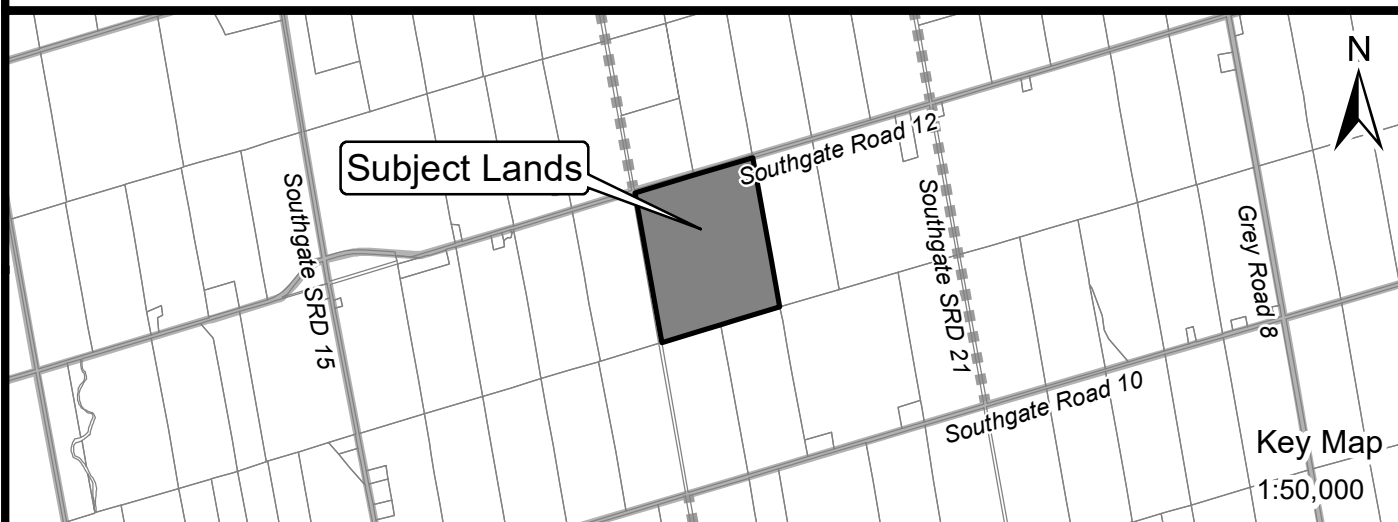 N
Southgate Road 12
Subject Lands
Southgate SRD 15
Southgate SRD 21
Grey Road 8
Southgate Road 10
Key Map
1:50,000